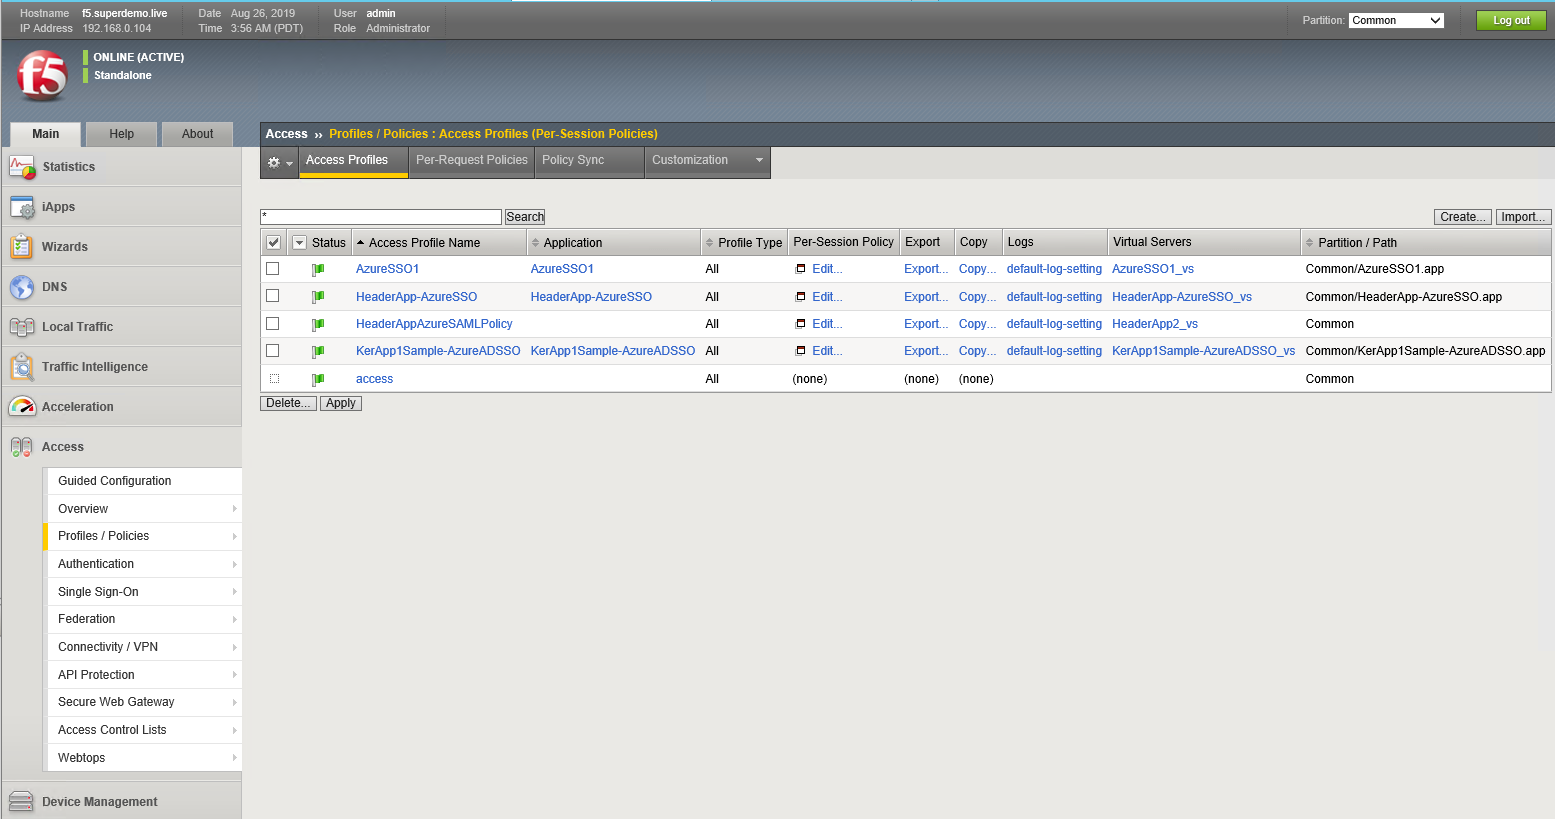 Hostname f5.superdemo.live Date Aug 26, 2019 User admin
IP Address 192.168.0.104 Time 3:56 AM (PDT) Role Administrator
Partition: Common Log out
f5
ONLINE (ACTIVE)
Standalone
Main Help About
Access ›› Profiles / Policies : Access Profiles (Per-Session Policies)
Access Profiles Per-Request Policies Policy Sync Customization
Statistics
iApps
Wizards
DNS
Local Traffic
Traffic Intelligence
Acceleration
Access
Guided Configuration
Overview
Profiles / Policies
Authentication
Single Sign-On
Federation
Connectivity / VPN
API Protection
Secure Web Gateway
Access Control Lists
Webtops
Device Management
* Search Create... Import...
Status Access Profile Name Application Profile Type Per-Session Policy Export Copy Logs Virtual Servers Partition / Path
AzureSSO1 AzureSSO1 All Edit... Export... Copy... default-log-setting AzureSSO1_vs Common/AzureSSO1.app
HeaderApp-AzureSSO HeaderApp-AzureSSO All Edit... Export... Copy... default-log-setting HeaderApp-AzureSSO_vs Common/HeaderApp-AzureSSO.app
HeaderAppAzureSAMLPolicy All Edit... Export... Copy... default-log-setting HeaderApp2_vs Common
KerApp1Sample-AzureADSSO KerApp1Sample-AzureADSSO All Edit... Export... Copy... default-log-setting KerApp1Sample-AzureADSSO_vs Common/KerApp1Sample-AzureADSSO.app
access All (none) (none) (none) Common
Delete... Apply